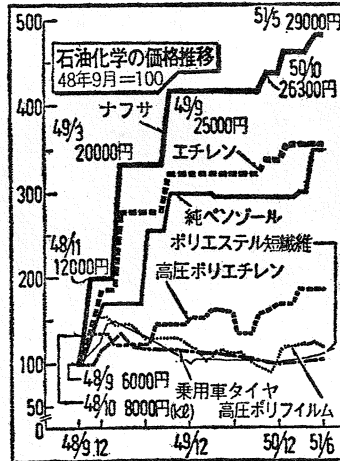 500
400
300
200
100
50
0
石油化学の価格推移
48年9月=100
51/5 29000円
50/10
26300円
ナフサ
49/9
25000円
49/3
20000円
エチレン
純ベンゾール
ポリエステル短繊維
48/11
12000円
高圧ポリエチレン
48/9 6000円
48/10 8000円(kℓ)
乗用車タイヤ
高圧ポリフィルム
48/9.12
49/12
50/12
51/6